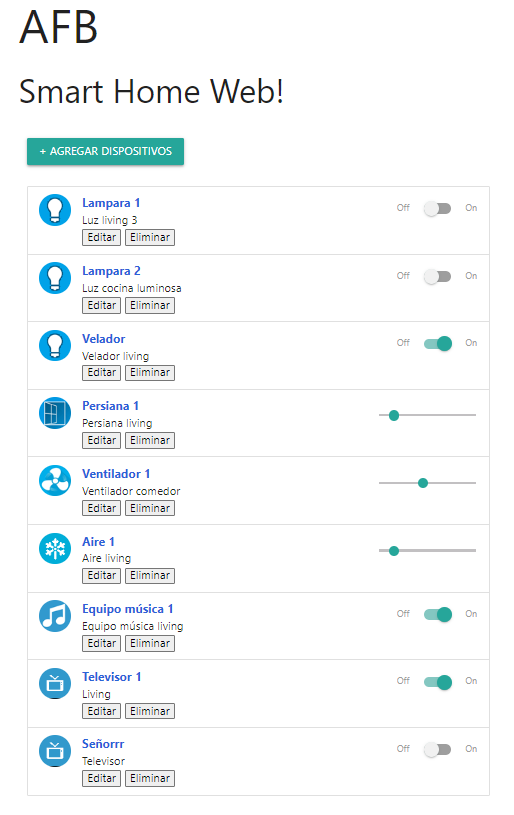 AFB
Smart Home Web!
+ AGREGAR DISPOSITIVOS
Lampara 1
Off On
Luz living 3
Editar Eliminar
Lampara 2
Off On
Luz cocina luminosa
Editar Eliminar
Velador
Off On
Velador living
Editar Eliminar
Persiana 1
Persiana living
Editar Eliminar
Ventilador 1
Ventilador comedor
Editar Eliminar
Aire 1
Aire living
Editar Eliminar
Equipo música 1
Off On
Equipo música living
Editar Eliminar
Televisor 1
Off On
Living
Editar Eliminar
Señorrr
Off On
Televisor
Editar Eliminar